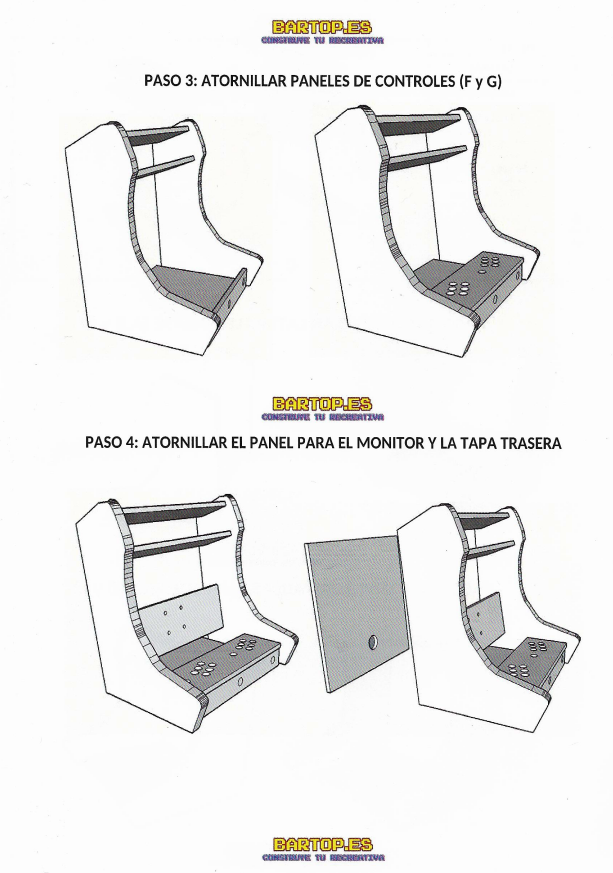 BARTOP.ES
CONSTRUYE TU RECREATIVA
PASO 3: ATORNILLAR PANELES DE CONTROLES (F y G)
BARTOP.ES
CONSTRUYE TU RECREATIVA
PASO 4: ATORNILLAR EL PANEL PARA EL MONITOR Y LA TAPA TRASERA
BARTOP.ES
CONSTRUYE TU RECREATIVA